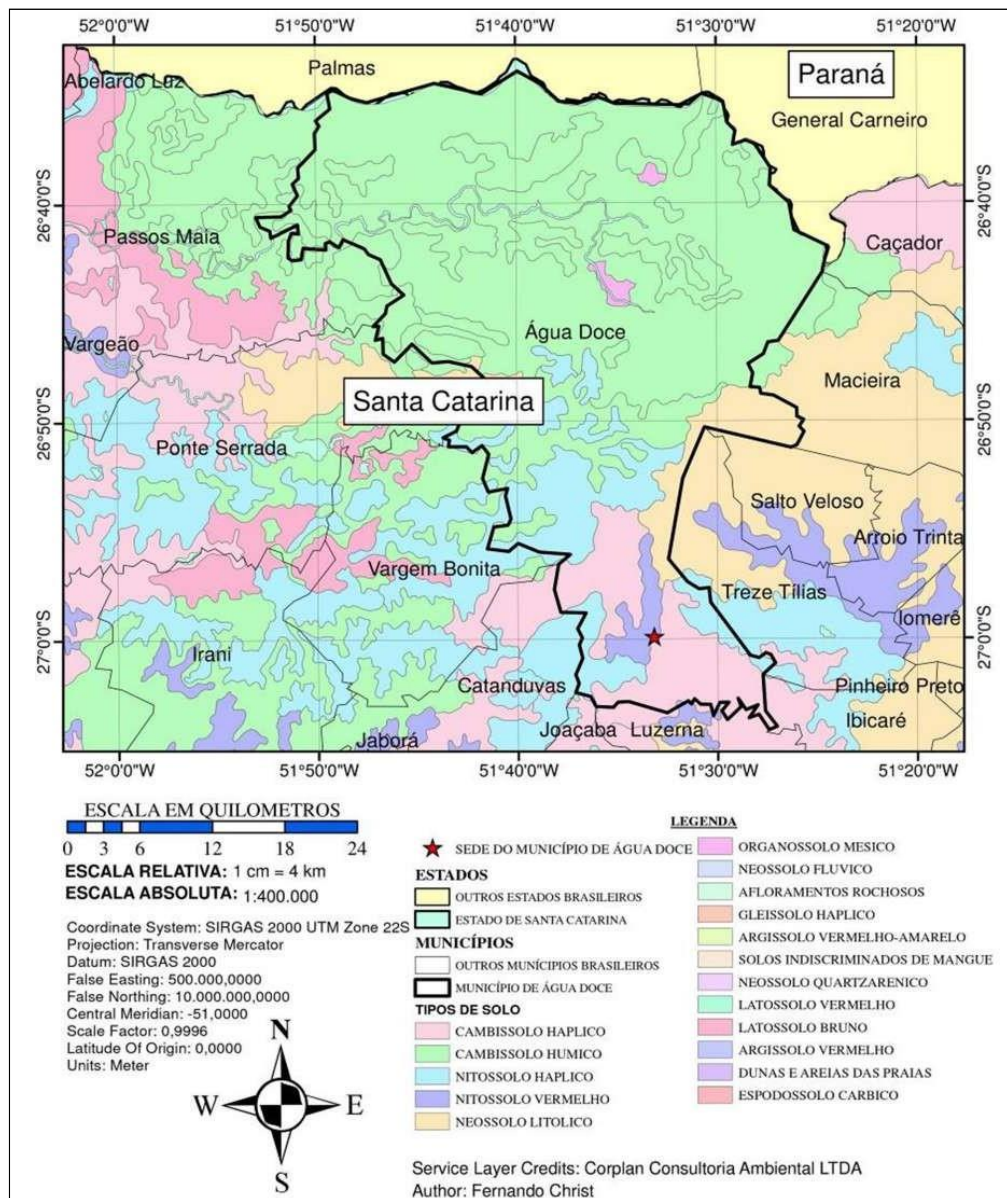 52°0'0"W 51°50'0"W 51°40'0"W 51°30'0"W 51°20'0"W
Abelardo Luz
Palmas
Paraná
General Carneiro
26°40'0"S
26°40'0"S
Passos Maia
Caçador
Vargeão
Água Doce
Santa Catarina
Macieira
26°50'0"S
26°50'0"S
Ponte Serrada
Salto Veloso
Arroio Trinta
Vargem Bonita
Treze Tílias
Iomerê
27°0'0"S
27°0'0"S
Irani
Catanduvas
Pinheiro Preto
Ibicaré
Jaborá
Joaçaba
Luzerna
52°0'0"W 51°50'0"W 51°40'0"W 51°30'0"W 51°20'0"W
ESCALA EM QUILOMETROS
0 3 6 12 18 24
ESCALA RELATIVA: 1 cm = 4 km
ESCALA ABSOLUTA: 1:400.000
Coordinate System: SIRGAS 2000 UTM Zone 22S
Projection: Transverse Mercator
Datum: SIRGAS 2000
False Easting: 500.000,0000
False Northing: 10.000.000,0000
Central Meridian: -51,0000
Scale Factor: 0,9996
Latitude Of Origin: 0,0000
Units: Meter
N
W E
S
LEGENDA
SEDE DO MUNICÍPIO DE ÁGUA DOCE
ESTADOS
OUTROS ESTADOS BRASILEIROS
ESTADO DE SANTA CATARINA
MUNICÍPIOS
OUTROS MUNÍCIPIOS BRASILEIROS
MUNICÍPIO DE ÁGUA DOCE
TIPOS DE SOLO
CAMBISSOLO HAPLICO
CAMBISSOLO HUMICO
NITOSSOLO HAPLICO
NITOSSOLO VERMELHO
NEOSSOLO LITOLICO
ORGANOSSOLO MESICO
NEOSSOLO FLUVICO
AFLORAMENTOS ROCHOSOS
GLEISSOLO HAPLICO
ARGISSOLO VERMELHO-AMARELO
SOLOS INDISCRIMINADOS DE MANGUE
NEOSSOLO QUARTZARENICO
LATOSSOLO VERMELHO
LATOSSOLO BRUNO
ARGISSOLO VERMELHO
DUNAS E AREIAS DAS PRAIAS
ESPODOSSOLO CARBICO
Service Layer Credits: Corplan Consultoria Ambiental LTDA
Author: Fernando Christ